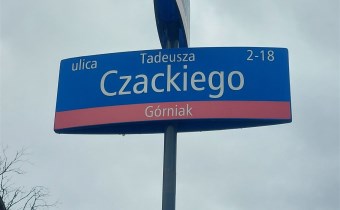 ulica Tadeusza 2-18
Czackiego
Górniak